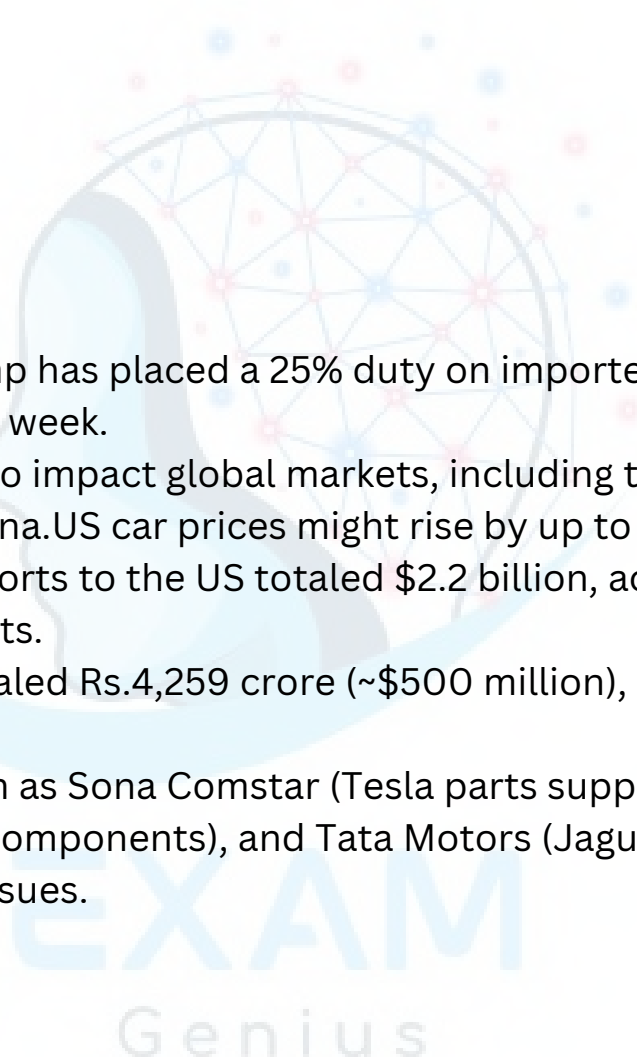 np has placed a 25% duty on importe
week.
o impact global markets, including t
na.US car prices might rise by up to
orts to the US totaled $2.2 billion, ac
ts.
aled Rs.4,259 crore (~$500 million),
n as Sona Comstar (Tesla parts supp
omponents), and Tata Motors (Jagu
sues.
EXAM
Genius